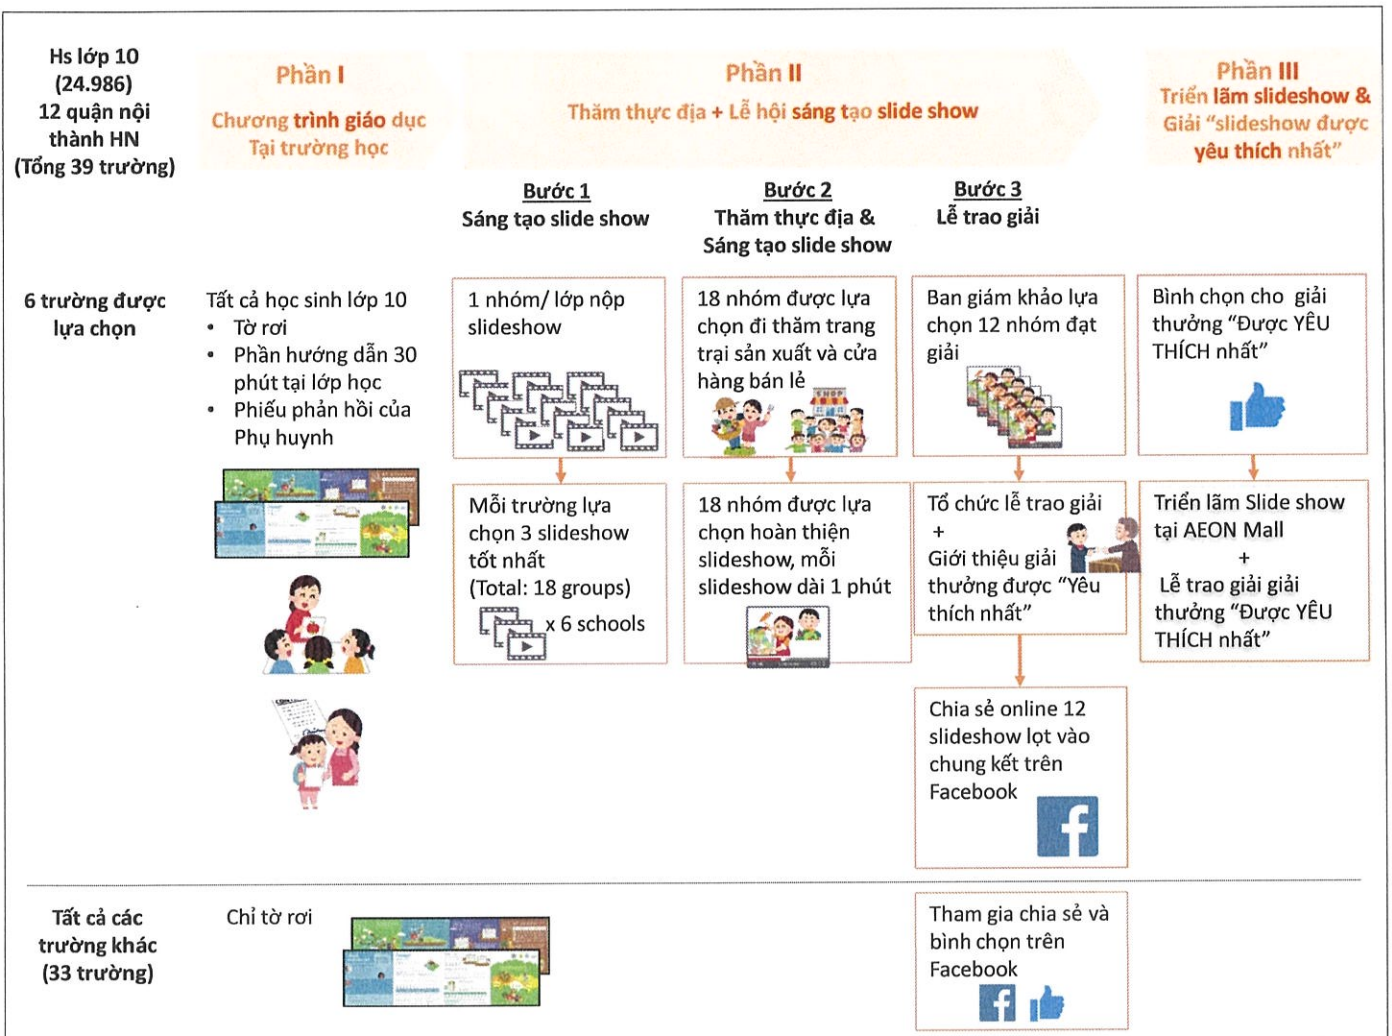 Hs lớp 10
(24.986)
12 quận nội
thành HN
(Tổng 39 trường)
Phần I
Chương trình giáo dục
Tại trường học
Phần II
Thăm thực địa + Lễ hội sáng tạo slide show
Phần III
Triển lãm slideshow &
Giải “slideshow được
yêu thích nhất”
Bước 1
Sáng tạo slide show
Bước 2
Thăm thực địa &
Sáng tạo slide show
Bước 3
Lễ trao giải
6 trường được
lựa chọn
Tất cả học sinh lớp 10
• Tờ rơi
• Phần hướng dẫn 30
phút tại lớp học
• Phiếu phản hồi của
Phụ huynh
1 nhóm/ lớp nộp
slideshow
Mỗi trường lựa
chọn 3 slideshow
tốt nhất
(Total: 18 groups)
x 6 schools
18 nhóm được lựa
chọn đi thăm trang
trại sản xuất và cửa
hàng bán lẻ
SHOP
18 nhóm được lựa
chọn hoàn thiện
slideshow, mỗi
slideshow dài 1 phút
Ban giám khảo lựa
chọn 12 nhóm đạt
giải
Tổ chức lễ trao giải
+
Giới thiệu giải
thưởng được “Yêu
thích nhất”
Chia sẻ online 12
slideshow lọt vào
chung kết trên
Facebook
f
Bình chọn cho giải
thưởng “Được YÊU
THÍCH nhất”
Triển lãm Slide show
tại AEON Mall
+
Lễ trao giải giải
thưởng “Được YÊU
THÍCH nhất”
Tất cả các
trường khác
(33 trường)
Chỉ tờ rơi
Tham gia chia sẻ và
bình chọn trên
Facebook
f